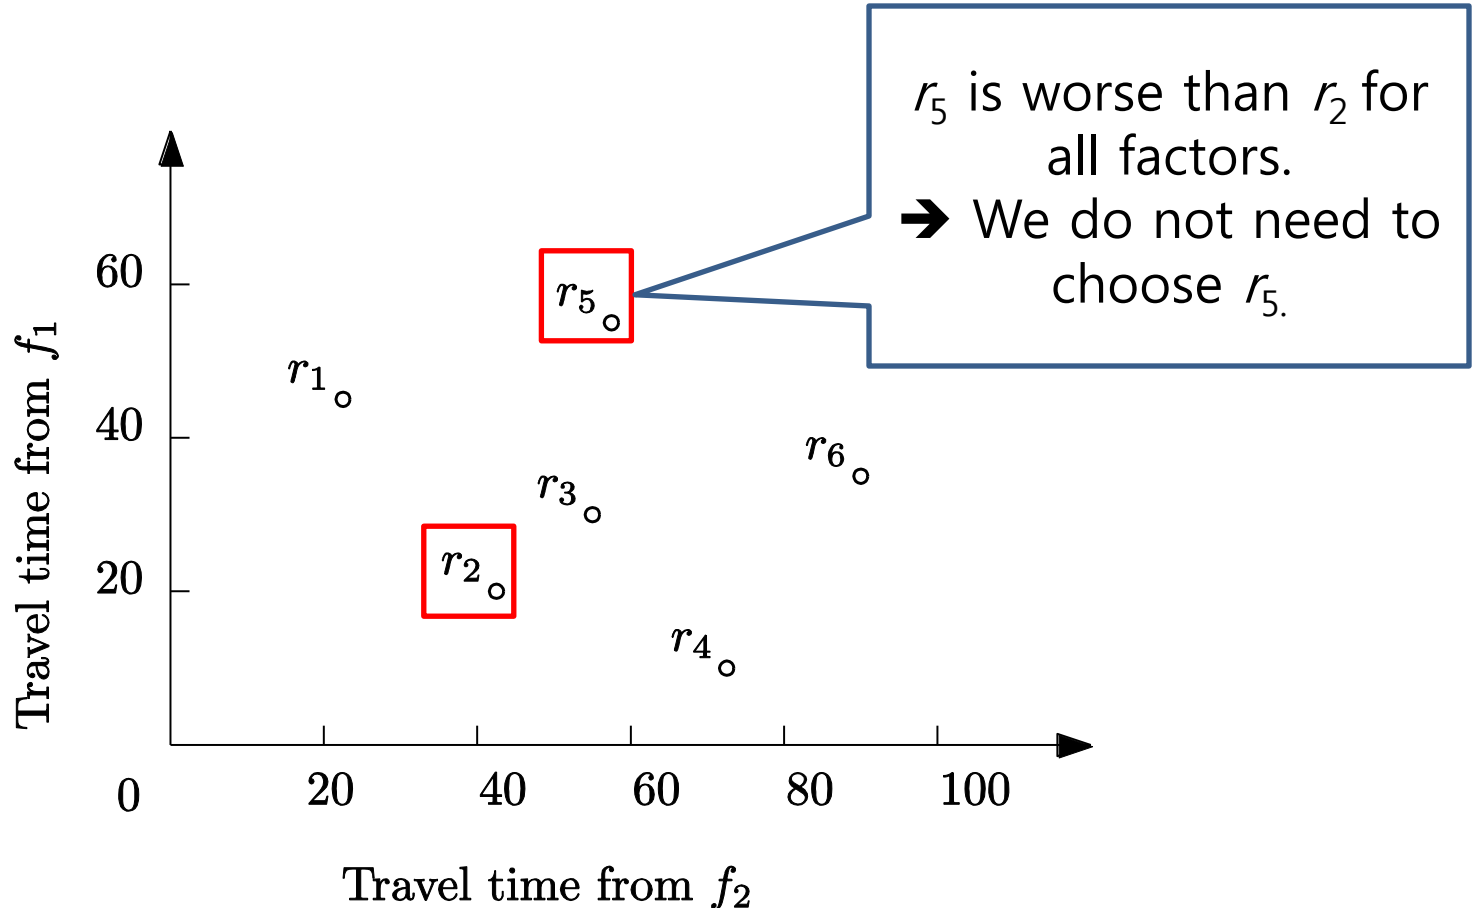 r5 is worse than r2 for
all factors.
➔ We do not need to
choose r5.
60
r5
r1
40
r6
r3
20
r2
r4
0
20 40 60 80 100
Travel time from f1
Travel time from f2